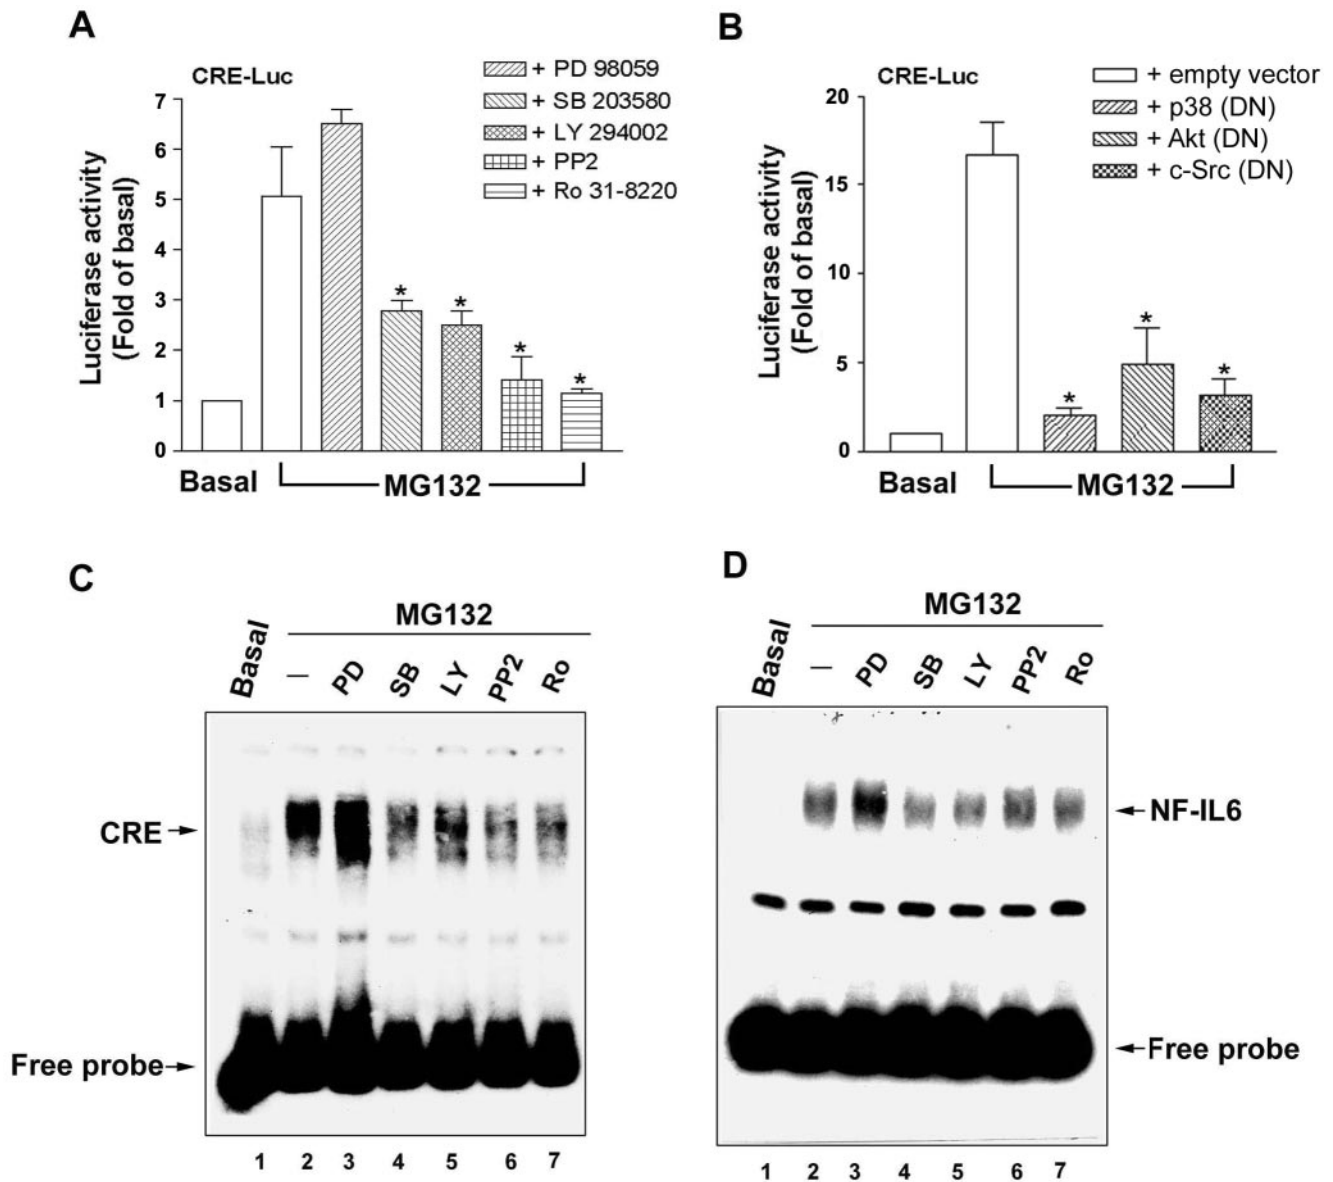 A
CRE-Luc
+ PD 98059
+ SB 203580
+ LY 294002
+ PP2
+ Ro 31-8220
Luciferase activity
(Fold of basal)
7
6
5
4
3
2
1
0
*
*
*
*
Basal
MG132
B
CRE-Luc
+ empty vector
+ p38 (DN)
+ Akt (DN)
+ c-Src (DN)
Luciferase activity
(Fold of basal)
20
15
10
5
0
*
*
*
Basal
MG132
C
MG132
Basal
–
PD
SB
LY
PP2
Ro
CRE
Free probe
1 2 3 4 5 6 7
D
MG132
Basal
–
PD
SB
LY
PP2
Ro
NF-IL6
Free probe
1 2 3 4 5 6 7